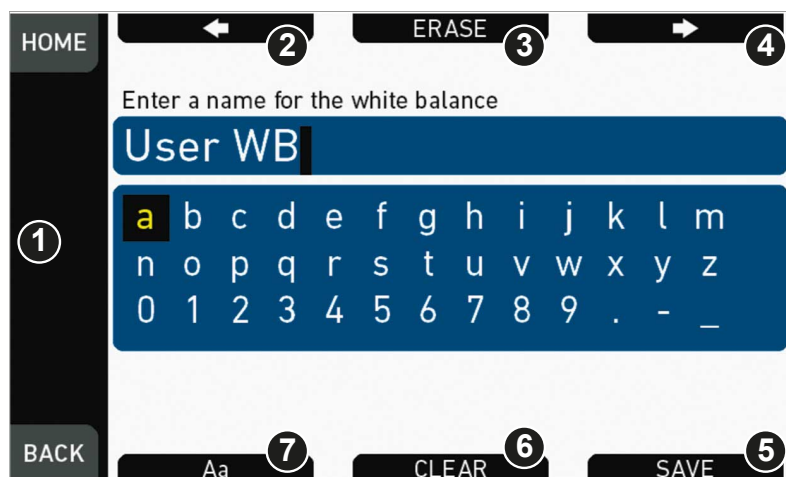 HOME
2
ERASE
3
4
Enter a name for the white balance
User WB
a b c d e f g h i j k l m
1
n o p q r s t u v w x y z
0 1 2 3 4 5 6 7 8 9 . - _
BACK
Aa
7
CLEAR
6
SAVE
5